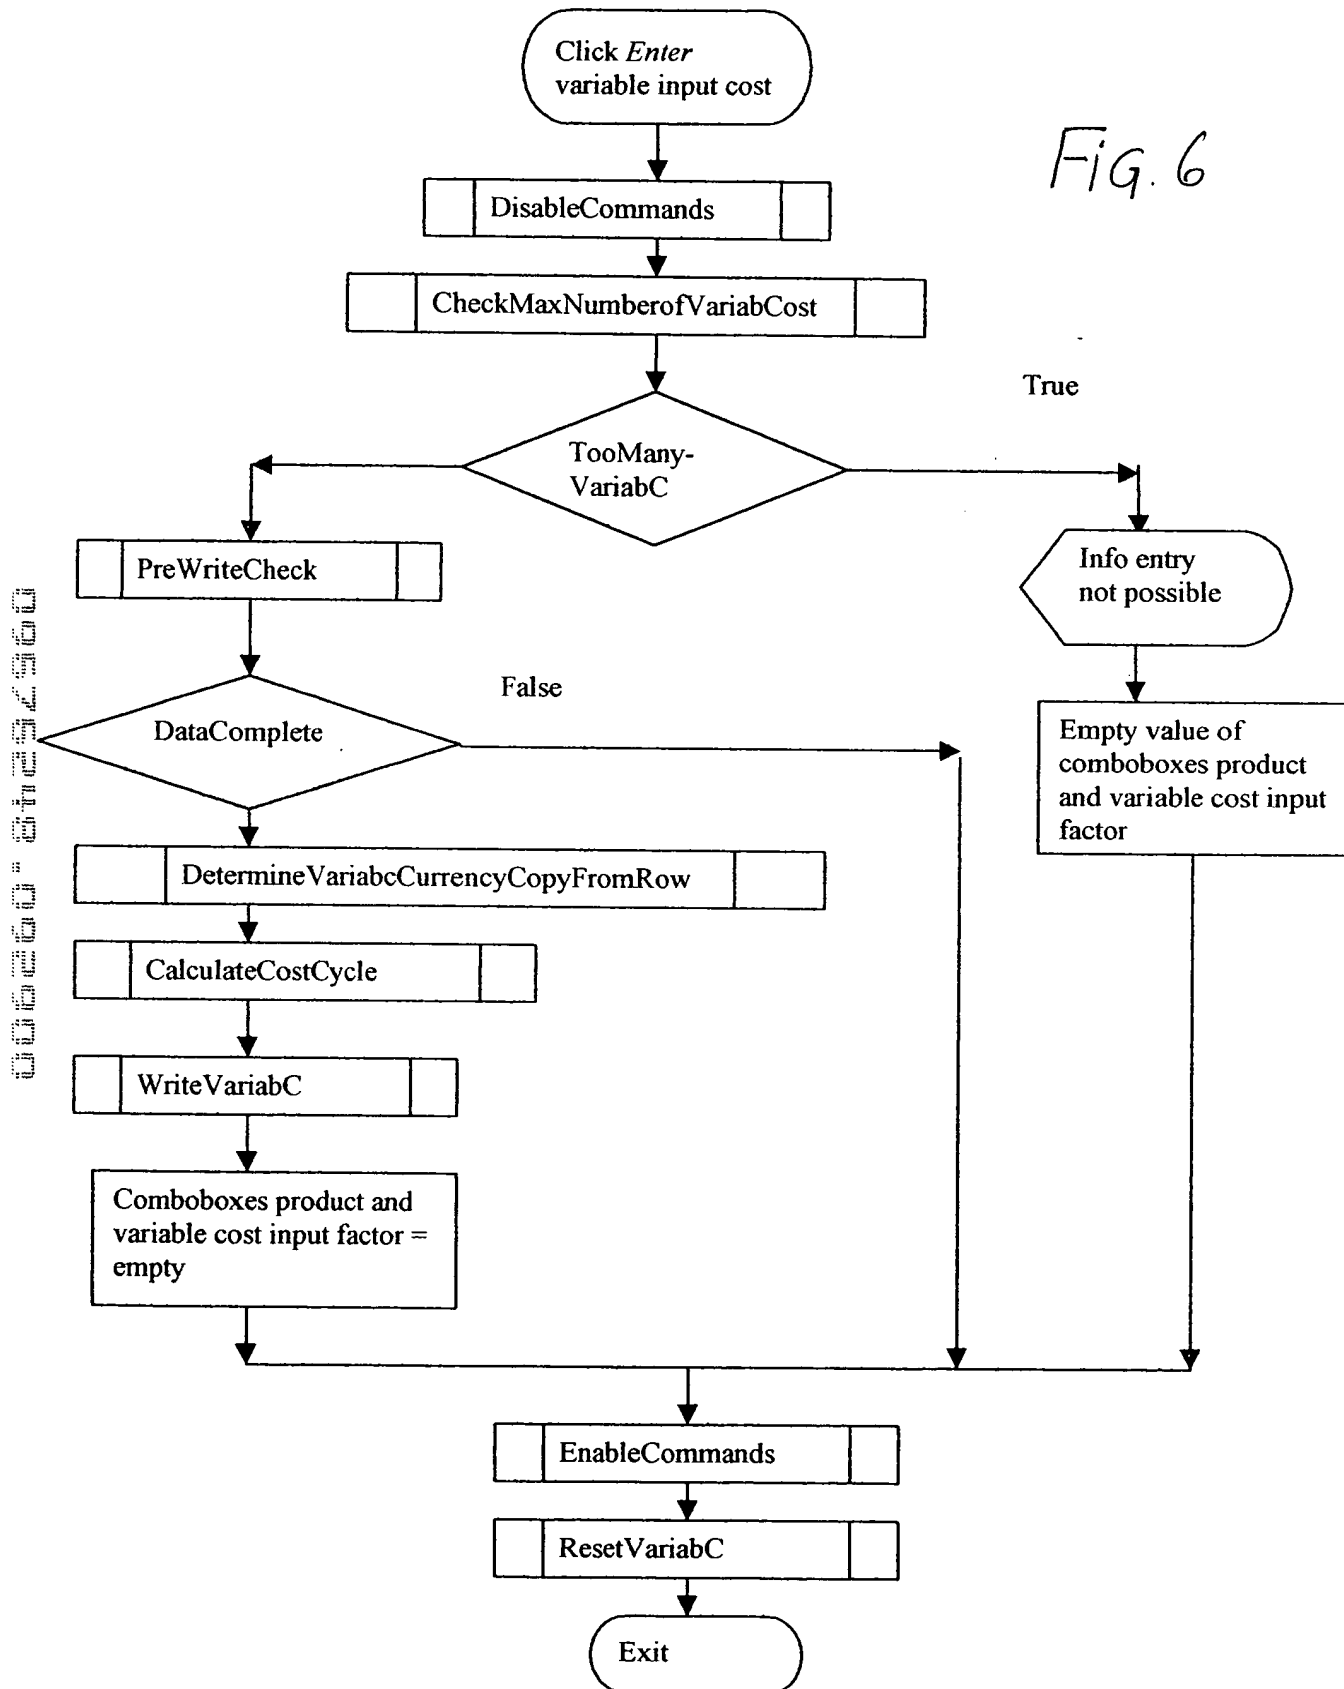 Click Enter
variable input cost
Fig. 6
DisableCommands
CheckMaxNumberofVariabCost
True
TooMany-
VariabC
PreWriteCheck
Info entry
not possible
False
DataComplete
Empty value of
comboboxes product
and variable cost input
factor
DetermineVariabcCurrencyCopyFromRow
CalculateCostCycle
WriteVariabC
Comboboxes product and
variable cost input factor =
empty
EnableCommands
ResetVariabC
Exit